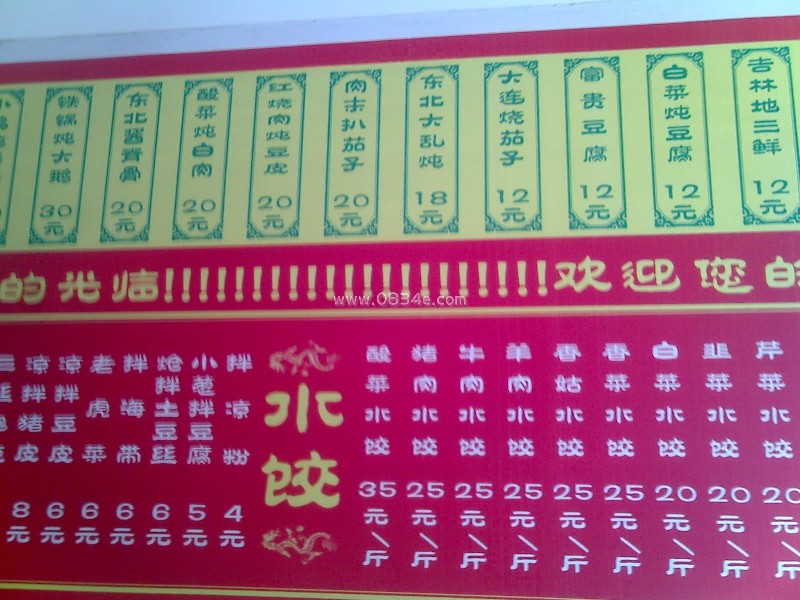 铁锅炖大鹅 30元
东北酱脊骨 20元
酸菜炖白肉 20元
红烧肉炖豆皮 20元
肉末扒茄子 20元
东北大乱炖 18元
大连烧茄子 12元
富贵豆腐 12元
白菜炖豆腐 12元
吉林地三鲜 12元
的光临!!!!!!!!!!!!!!!!!!!!!!欢迎您的
www.0834e.com
凉拌猪皮 8元
凉拌豆皮 6元
老虎菜 6元
拌海带 6元
炝拌土豆丝 6元
小葱拌豆腐 5元
拌凉粉 4元
水饺
酸菜水饺 35元/斤
猪肉水饺 25元/斤
牛肉水饺 25元/斤
羊肉水饺 25元/斤
香菇水饺 25元/斤
香菜水饺 25元/斤
白菜水饺 20元/斤
韭菜水饺 20元/斤
芹菜水饺 20元/斤